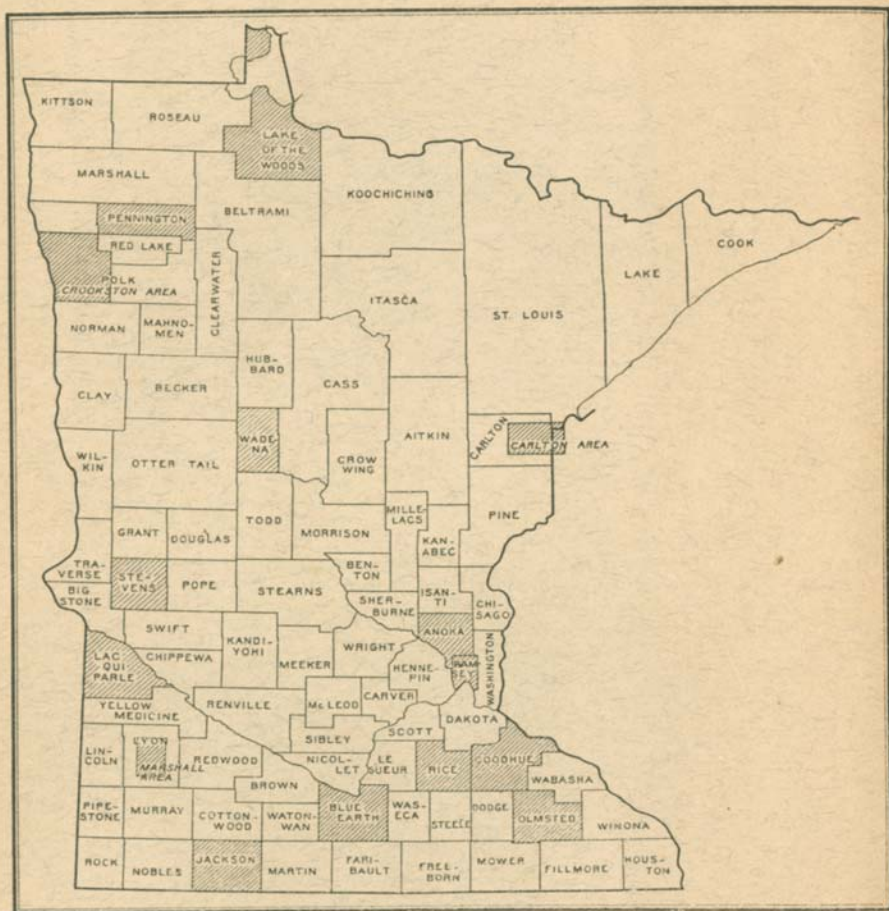 KITTSON
ROSEAU
LAKE
OF THE
WOODS
MARSHALL
KOOCHICHING
BELTRAMI
PENNINGTON
RED LAKE
COOK
LAKE
POLK
CROOKSTON AREA
CLEARWATER
ITASCA
ST. LOUIS
NORMAN
MAHNO-
MEN
HUB-
BARD
CLAY
BECKER
CASS
AITKIN
CARLTON
CARLTON AREA
WADE-
NA
WIL-
KIN
OTTER TAIL
CROW
WING
MILLE
LACS
PINE
GRANT
DOUGLAS
TODD
MORRISON
KAN-
ABEC
TRA-
VERSE
STE-
VENS
POPE
STEARNS
BEN-
TON
BIG
STONE
ISAN-
TI
CHI-
SAGO
SHER-
BURNE
SWIFT
ANOKA
KANDI-
YOHI
CHIPPEWA
MEEKER
WRIGHT
HENNE-
PIN
RAM-
SEY
WASHINGTON
LAC
QUI
PARLE
RENVILLE
MC LEOD
CARVER
YELLOW
MEDICINE
DAKOTA
SCOTT
SIBLEY
LIN-
COLN
LYON
MARSHALL
AREA
REDWOOD
NICOL-
LET
LE
SUEUR
RICE
GOODHUE
WABASHA
BROWN
PIPE-
STONE
MURRAY
COTTON-
WOOD
WATON-
WAN
BLUE
EARTH
WAS-
ECA
STEELE
DODGE
OLMSTED
WINONA
ROCK
NOBLES
JACKSON
MARTIN
FARI-
BAULT
FREE-
BORN
MOWER
FILLMORE
HOUS-
TON